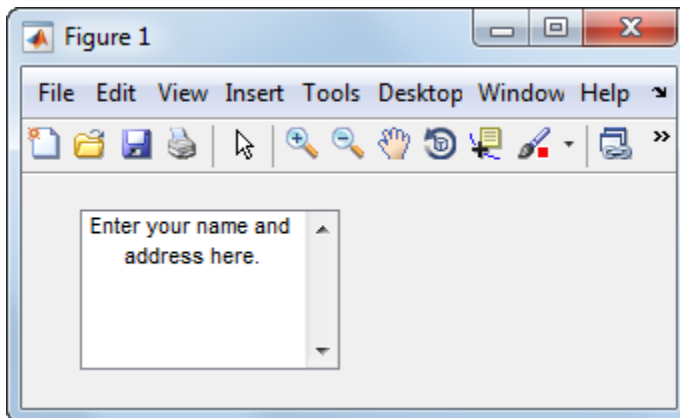 Figure 1
File Edit View Insert Tools Desktop Window Help
Enter your name and
address here.